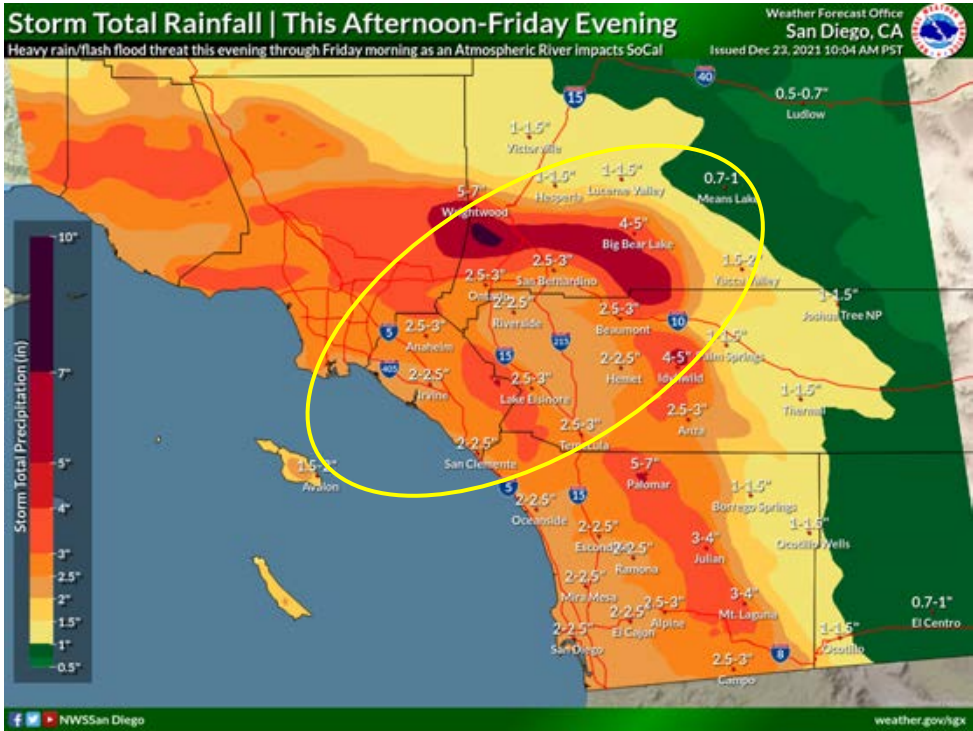 Storm Total Rainfall | This Afternoon-Friday Evening
Heavy rain/flash flood threat this evening through Friday morning as an Atmospheric River impacts SoCal
Weather Forecast Office
San Diego, CA
Issued Dec 23, 2021 10:04 AM PST
40
15
0.5-0.7"
Ludlow
1-1.5"
Victorville
1-1.5"
Hesperia
1-1.5"
Lucerne Valley
0.7-1
Means Lake
5-7"
Wrightwood
4-5"
Big Bear Lake
2.5-3"
San Bernardino
1.5-2"
Yucca Valley
2.5-3"
Ontario
2-2.5"
Riverside
2.5-3"
Beaumont
1-1.5"
Joshua Tree NP
10
5
2.5-3"
Anaheim
215
15
405
2-2.5"
Irvine
2-2.5"
Hemet
4-5"
Idyllwild
1-1.5"
Palm Springs
2.5-3"
Lake Elsinore
1-1.5"
Thermal
2.5-3"
Anza
2.5-3"
Temecula
2-2.5"
San Clemente
1.5-2"
Avalon
5
15
5-7"
Palomar
1-1.5"
Borrego Springs
2-2.5"
Oceanside
2-2.5"
Escondido
2-2.5"
Ramona
3-4"
Julian
1-1.5"
Ocotillo Wells
2-2.5"
Mira Mesa
2-2.5"
El Cajon
2.5-3"
Alpine
3-4"
Mt. Laguna
0.7-1"
El Centro
2-2.5"
San Diego
1-1.5"
Ocotillo
8
2.5-3"
Campo
Storm Total Precipitation (in)
10"
7"
5"
4"
3"
2.5"
2"
1.5"
1"
0.5"
NWSSan Diego
weather.gov/sgx